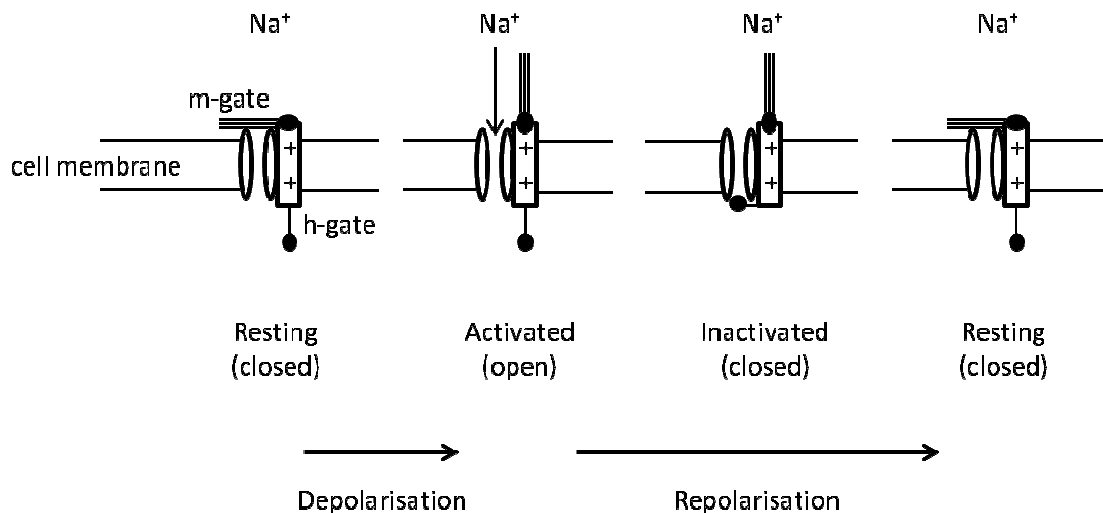 Na⁺
Na⁺
Na⁺
Na⁺
m-gate
cell membrane
+
+
+
+
+
+
+
+
h-gate
Resting
(closed)
Activated
(open)
Inactivated
(closed)
Resting
(closed)
Depolarisation
Repolarisation